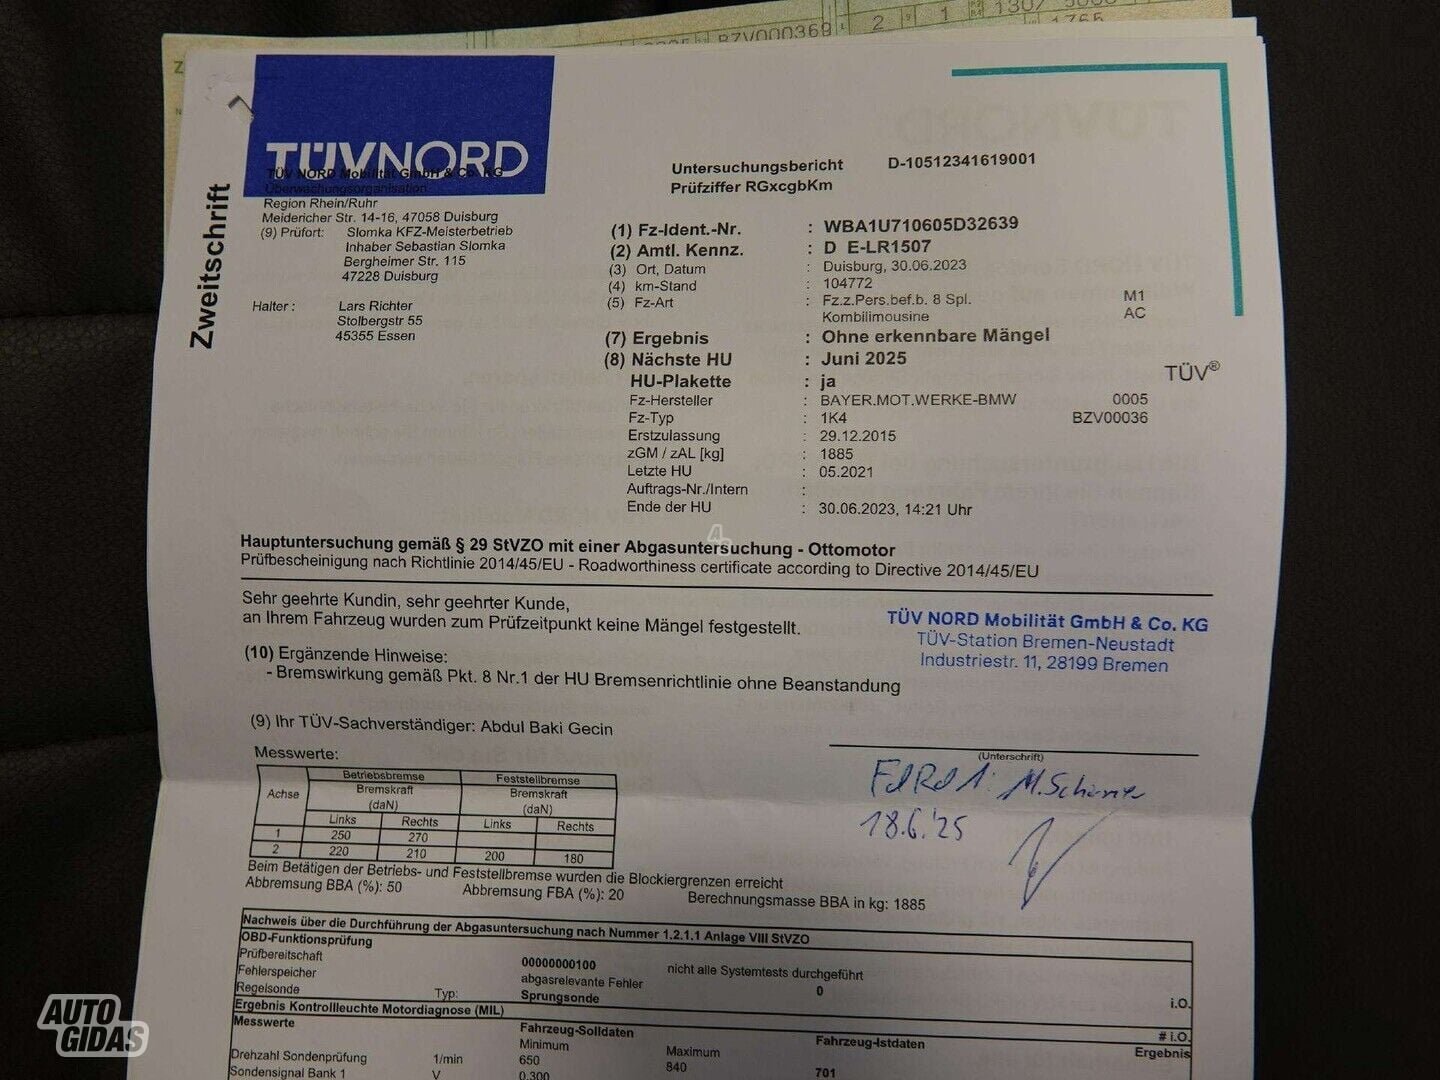 BZV000369
2
1
1765
TÜVNORD
TÜV NORD Mobilität GmbH & Co. KG
Überwachungsorganisation
Region Rhein/Ruhr
Meidericher Str. 14-16, 47058 Duisburg
(9) Prüfort: Slomka KFZ-Meisterbetrieb
Inhaber Sebastian Slomka
Bergheimer Str. 115
47228 Duisburg
Zweitschrift
Halter : Lars Richter
Stolbergstr 55
45355 Essen
Untersuchungsbericht D-10512341619001
Prüfziffer RGxcgbKm
(1) Fz-Ident.-Nr. : WBA1U710605D32639
(2) Amtl. Kennz. : D E-LR1507
(3) Ort, Datum : Duisburg, 30.06.2023
(4) km-Stand : 104772
(5) Fz-Art : Fz.z.Pers.bef.b. 8 Spl. M1
Kombilimousine AC
(7) Ergebnis : Ohne erkennbare Mängel
(8) Nächste HU : Juni 2025
TÜV®
HU-Plakette : ja
Fz-Hersteller : BAYER.MOT.WERKE-BMW 0005
Fz-Typ : 1K4 BZV00036
Erstzulassung : 29.12.2015
zGM / zAL [kg] : 1885
Letzte HU : 05.2021
Auftrags-Nr./Intern :
Ende der HU : 30.06.2023, 14:21 Uhr
Hauptuntersuchung gemäß § 29 StVZO mit einer Abgasuntersuchung - Ottomotor
Prüfbescheinigung nach Richtlinie 2014/45/EU - Roadworthiness certificate according to Directive 2014/45/EU
Sehr geehrte Kundin, sehr geehrter Kunde,
an Ihrem Fahrzeug wurden zum Prüfzeitpunkt keine Mängel festgestellt.
TÜV NORD Mobilität GmbH & Co. KG
TÜV-Station Bremen-Neustadt
Industriestr. 11, 28199 Bremen
(10) Ergänzende Hinweise:
- Bremswirkung gemäß Pkt. 8 Nr.1 der HU Bremsenrichtlinie ohne Beanstandung
(9) Ihr TÜV-Sachverständiger: Abdul Baki Gecin
(Unterschrift)
18.6.'25
Messwerte:
Achse Betriebsbremse Feststellbremse
Bremskraft Bremskraft
(daN) (daN)
Links Rechts Links Rechts
1 250 270
2 220 210 200 180
Beim Betätigen der Betriebs- und Feststellbremse wurden die Blockiergrenzen erreicht
Abbremsung BBA (%): 50 Abbremsung FBA (%): 20 Berechnungsmasse BBA in kg: 1885
Nachweis über die Durchführung der Abgasuntersuchung nach Nummer 1.2.1.1 Anlage VIII StVZO
OBD-Funktionsprüfung
Prüfbereitschaft 00000000100 nicht alle Systemtests durchgeführt
Fehlerspeicher abgasrelevante Fehler 0
Regelsonde Typ: Sprungsonde i.O.
Ergebnis Kontrollleuchte Motordiagnose (MIL) # i.O.
Messwerte Fahrzeug-Solldaten Fahrzeug-Istdaten Ergebnis
Minimum Maximum
Drehzahl Sondenprüfung 1/min 650 840 701
Sondensignal Bank 1 V 0.300
AUTO
GIDAS